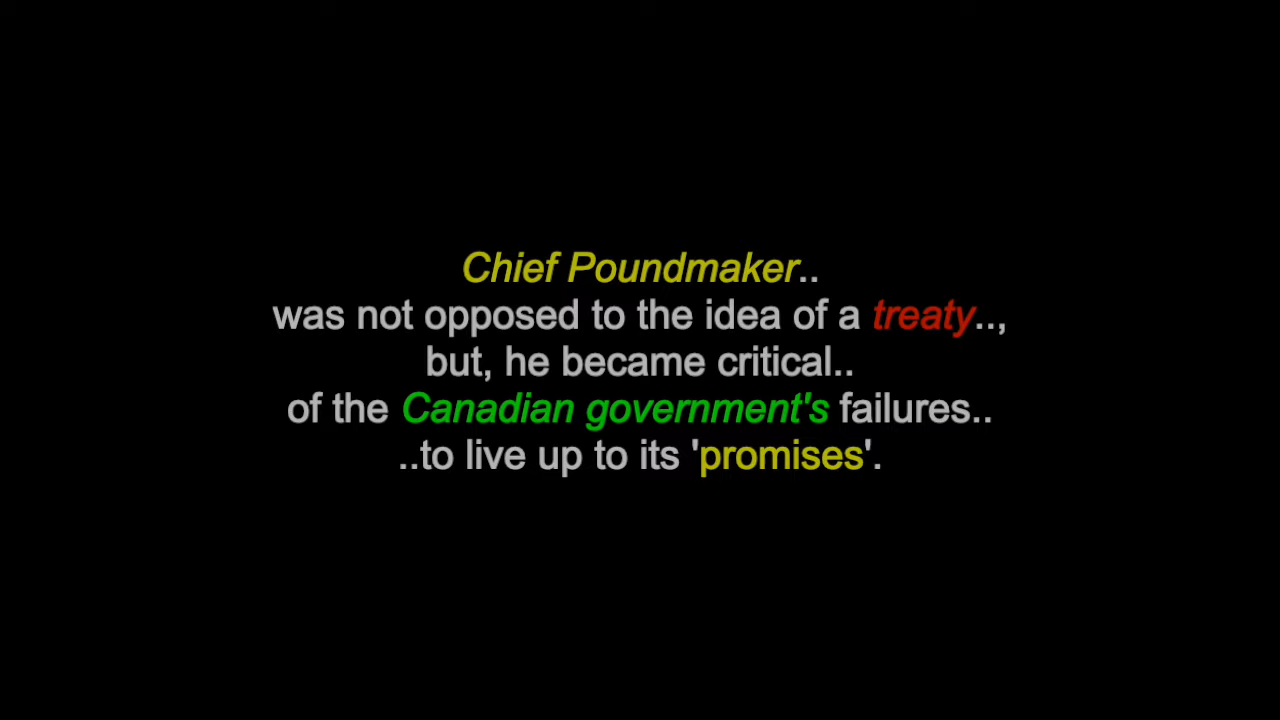 Chief Poundmaker..
was not opposed to the idea of a treaty..,
but, he became critical..
of the Canadian government's failures..
..to live up to its 'promises'.